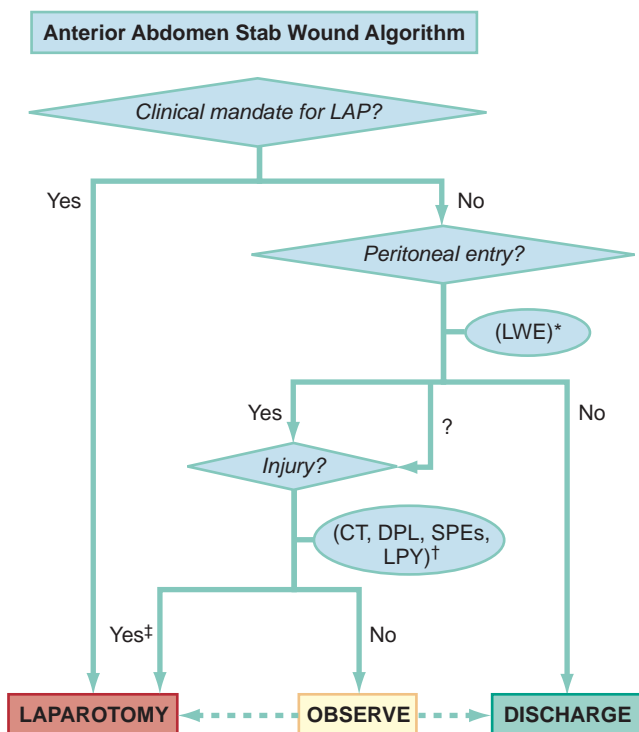 Anterior Abdomen Stab Wound Algorithm
Clinical mandate for LAP?
Yes
No
Peritoneal entry?
(LWE)*
Yes
?
No
Injury?
(CT, DPL, SPEs,
LPY)†
Yes‡
No
LAPAROTOMY
OBSERVE
DISCHARGE